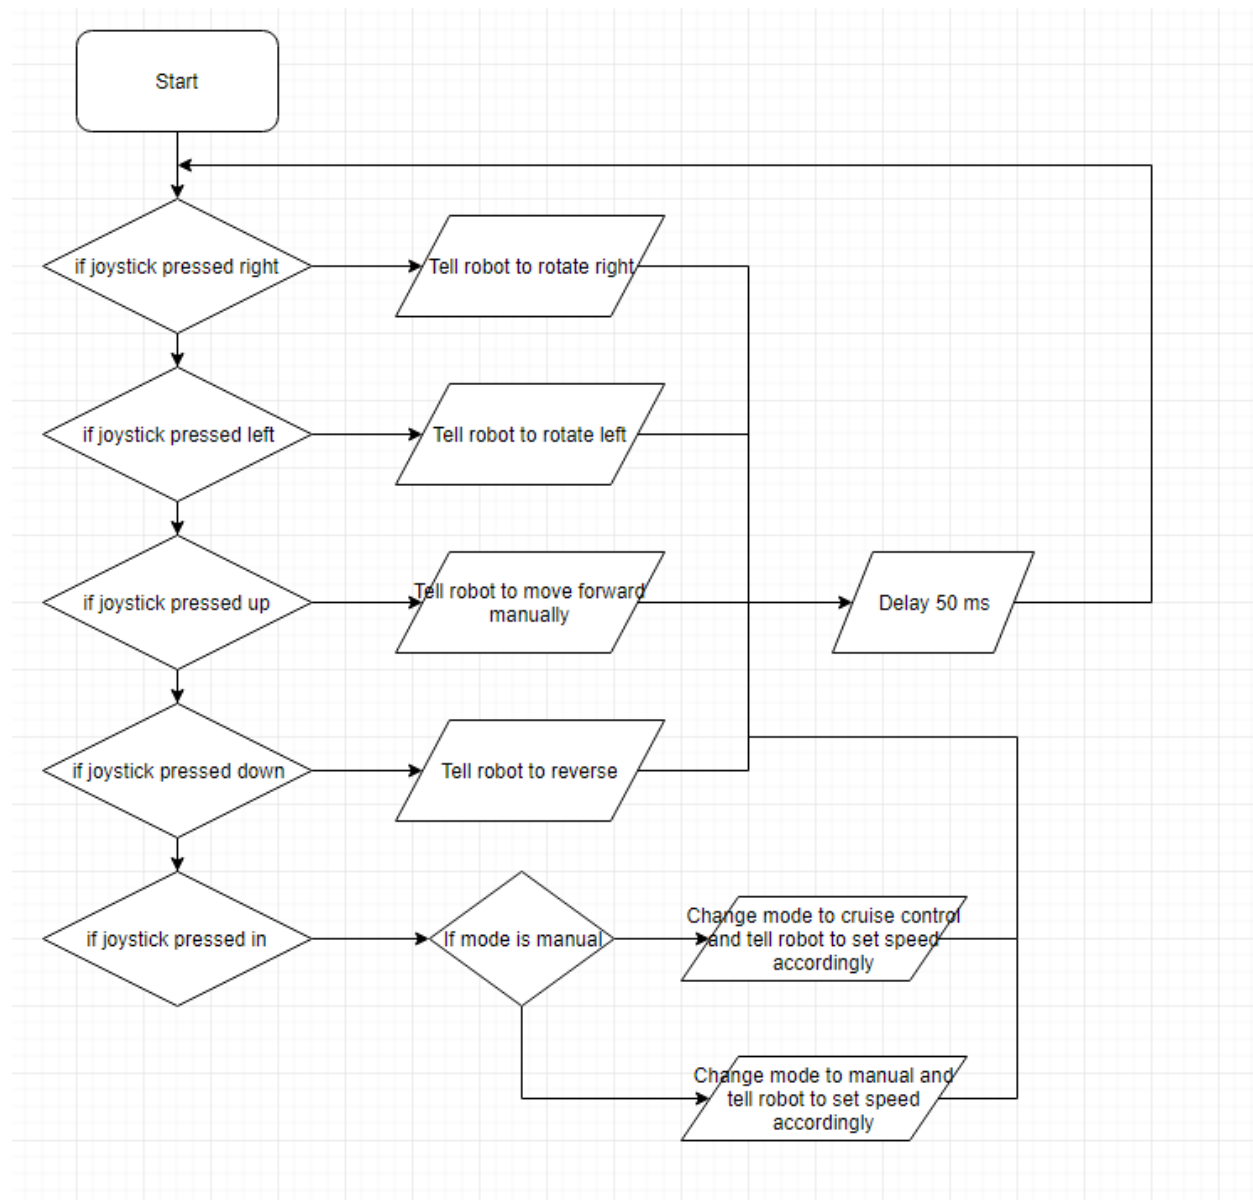 Start
if joystick pressed right
Tell robot to rotate right
if joystick pressed left
Tell robot to rotate left
if joystick pressed up
Tell robot to move forward
manually
Delay 50 ms
if joystick pressed down
Tell robot to reverse
if joystick pressed in
If mode is manual
Change mode to cruise control
and tell robot to set speed
accordingly
Change mode to manual and
tell robot to set speed
accordingly